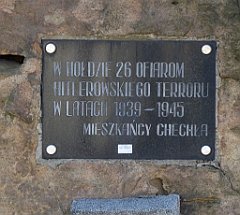 W HOŁDZIE 26 OFIAROM
HITLEROWSKIEGO TERRORU
W LATACH 1939-1945
MIESZKAŃCY CHECHŁA